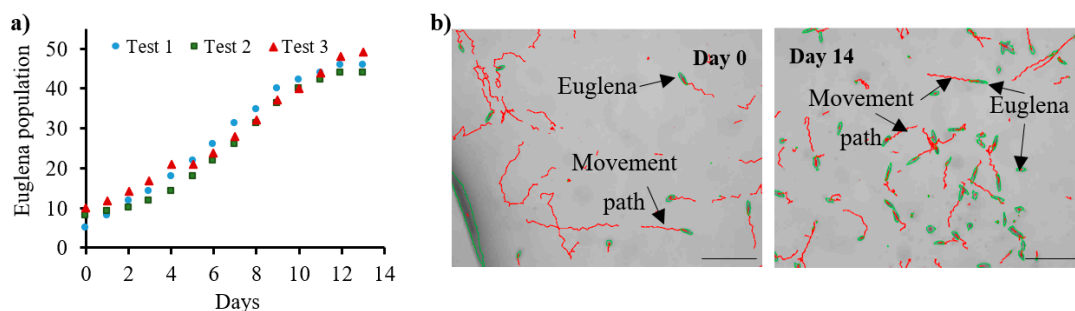 a)
Test 1 Test 2 Test 3
Euglena population
50
40
30
20
10
0
0 2 4 6 8 10 12 14
Days
b)
Day 0
Euglena
Movement
path
Day 14
Movement
path
Euglena